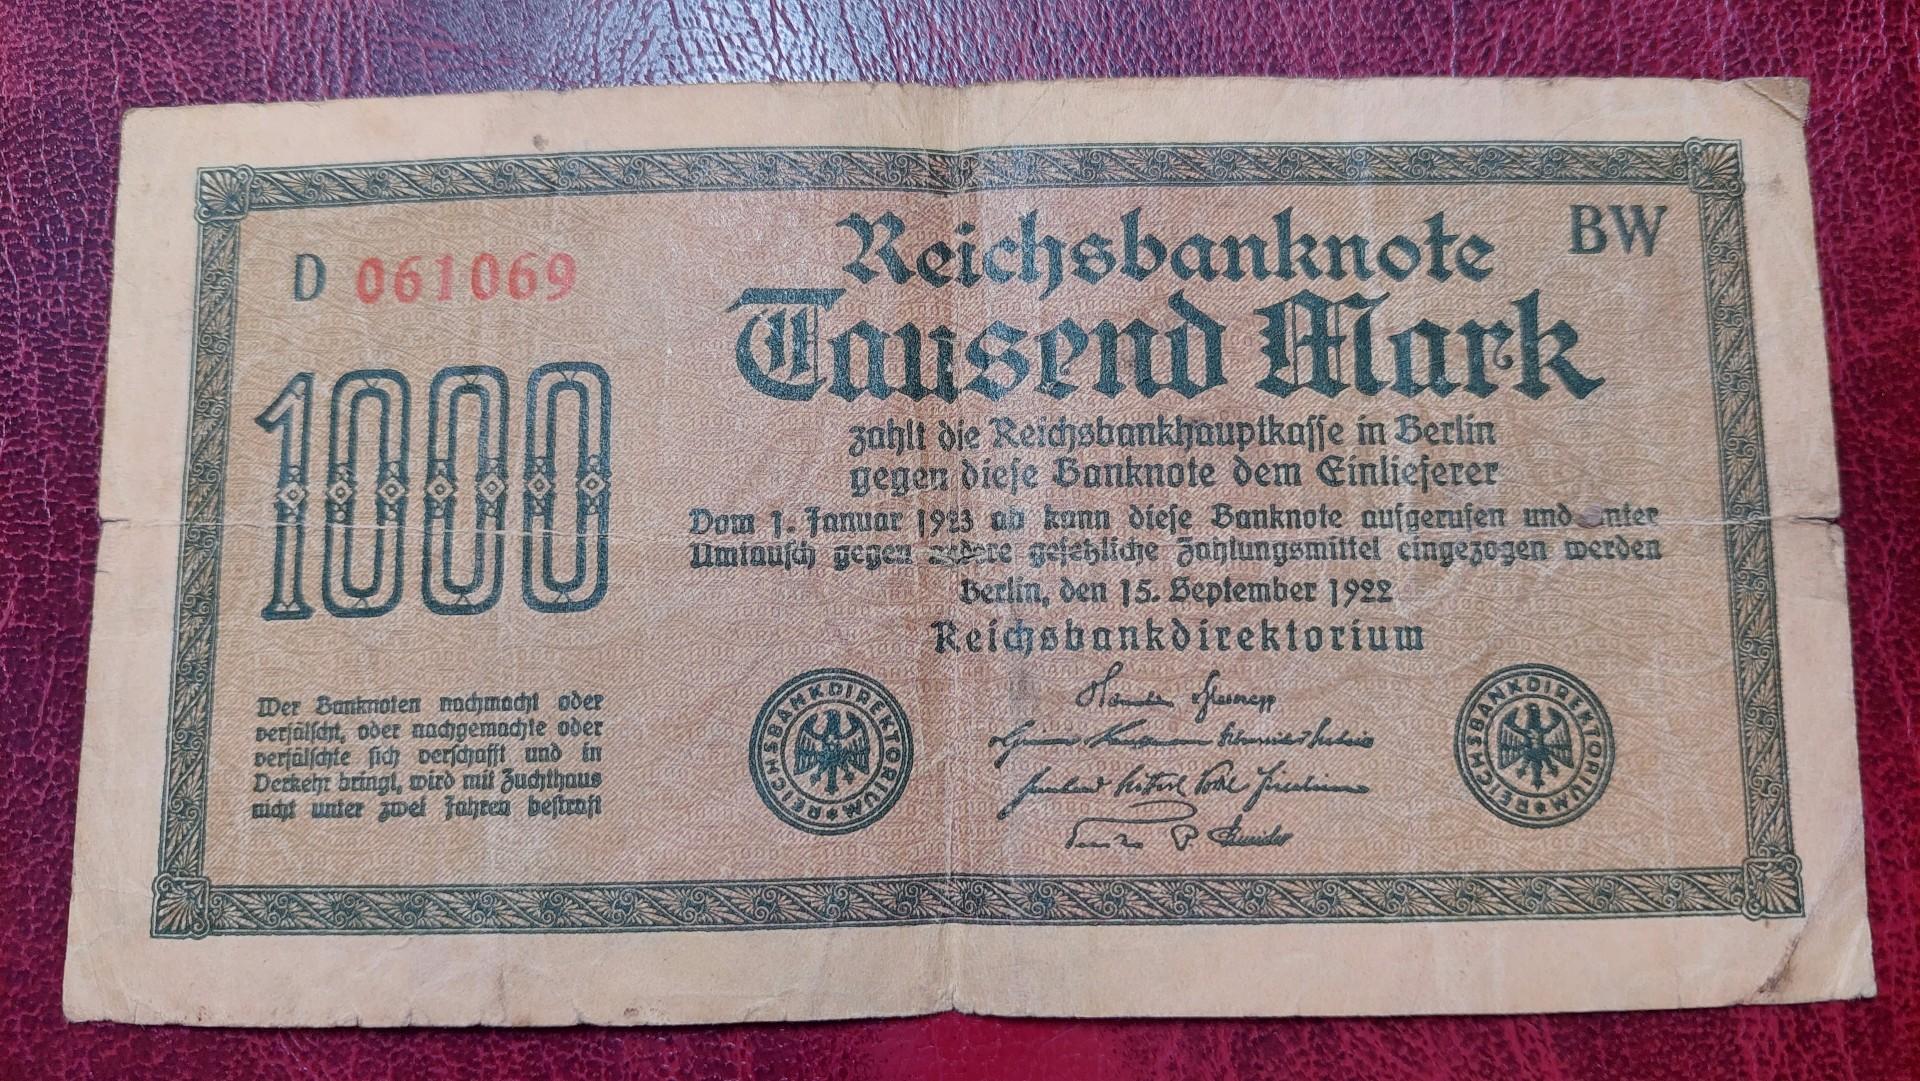 D 061069
BW
Reichsbanknote
Tausend Mark
1000
zahlt die Reichsbankhauptkasse in Berlin
gegen diese Banknote dem Einlieferer
Vom 1. Januar 1923 ab kann diese Banknote aufgerufen und unter
Umtausch gegen andere gesetzliche Zahlungsmittel eingezogen werden
Berlin, den 15. September 1922
Reichsbankdirektorium
Wer Banknoten nachmacht oder
verfälscht, oder nachgemachte oder
verfälschte sich verschafft und in
Verkehr bringt, wird mit Zuchthaus
nicht unter zwei Jahren bestraft
REICHSBANKDIREKTORIUM
REICHSBANKDIREKTORIUM